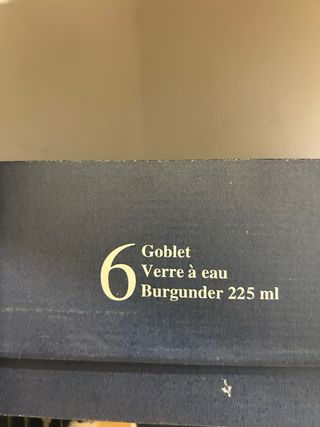 6 Goblet
Verre à eau
Burgunder 225 ml